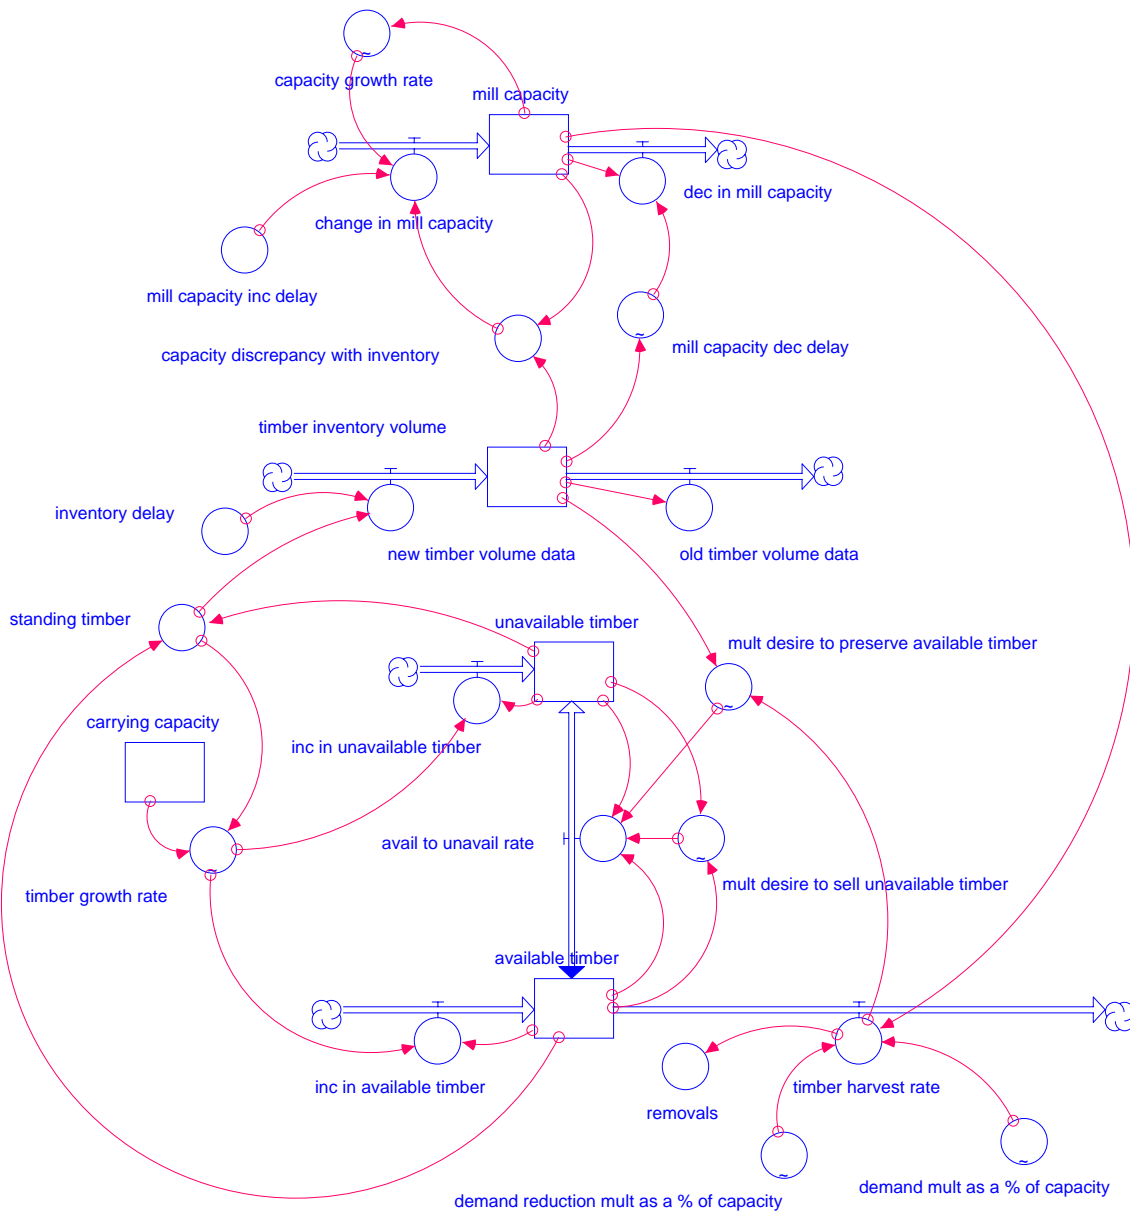 capacity growth rate
mill capacity
dec in mill capacity
change in mill capacity
mill capacity inc delay
mill capacity dec delay
capacity discrepancy with inventory
timber inventory volume
inventory delay
new timber volume data
old timber volume data
standing timber
unavailable timber
mult desire to preserve available timber
carrying capacity
inc in unavailable timber
avail to unavail rate
mult desire to sell unavailable timber
timber growth rate
available timber
inc in available timber
timber harvest rate
removals
demand mult as a % of capacity
demand reduction mult as a % of capacity